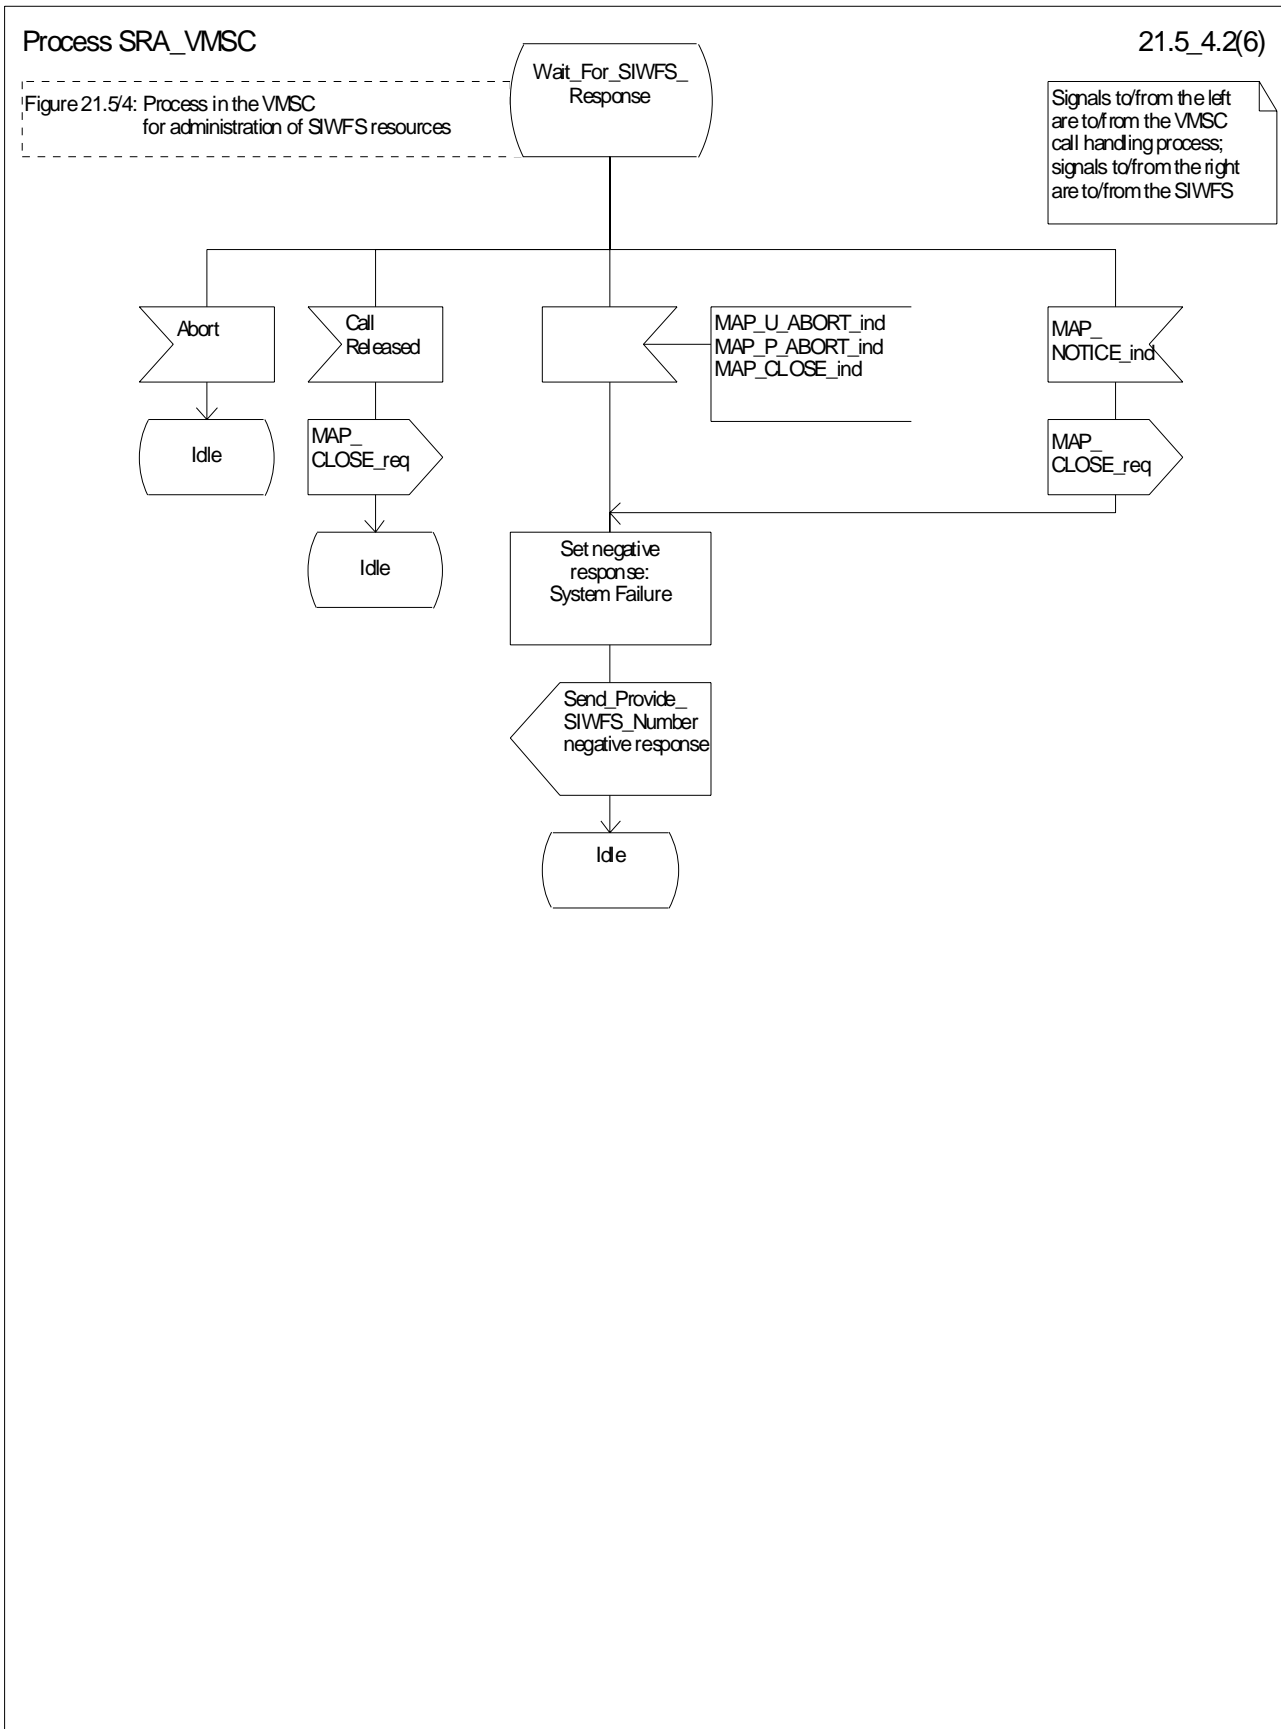 Process SRA_VMSC
21.5_4.2(6)
Figure 21.5/4: Process in the VMSC
for administration of SIWFS resources
Wait_For_SIWFS_
Response
Signals to/from the left
are to/from the VMSC
call handling process;
signals to/from the right
are to/from the SIWFS
Abort
Call
Released
MAP_U_ABORT_ind
MAP_P_ABORT_ind
MAP_CLOSE_ind
MAP_
NOTICE_ind
Idle
MAP_
CLOSE_req
MAP_
CLOSE_req
Idle
Set negative
response:
System Failure
Send_Provide_
SIWFS_Number
negative response
Idle